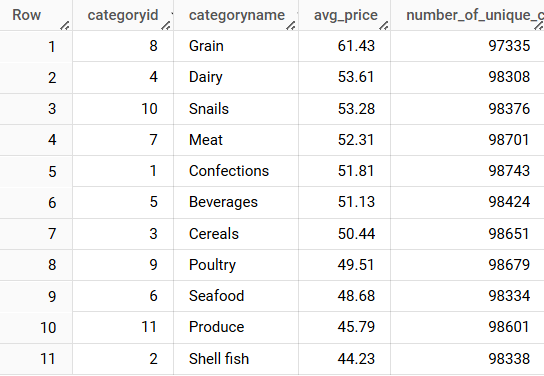 Row categoryid categoryname avg_price number_of_unique_c
1 8 Grain 61.43 97335
2 4 Dairy 53.61 98308
3 10 Snails 53.28 98376
4 7 Meat 52.31 98701
5 1 Confections 51.81 98743
6 5 Beverages 51.13 98424
7 3 Cereals 50.44 98651
8 9 Poultry 49.51 98679
9 6 Seafood 48.68 98334
10 11 Produce 45.79 98601
11 2 Shell fish 44.23 98338